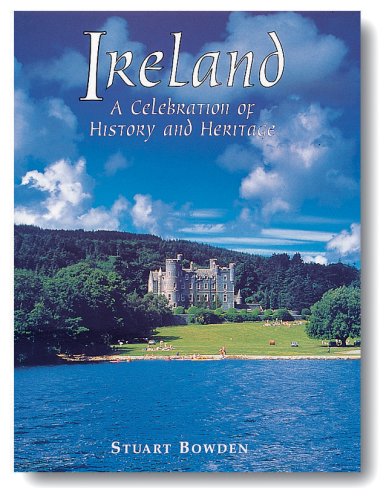 Ireland
A Celebration of
History and Heritage
Stuart Bowden